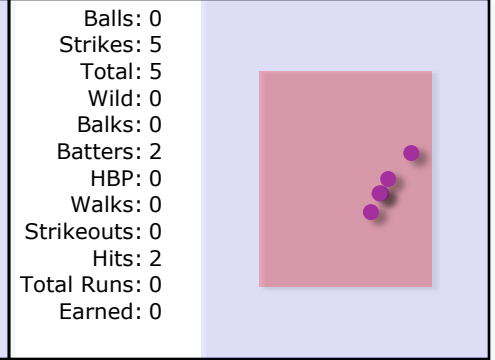 Balls: 0
Strikes: 5
Total: 5
Wild: 0
Balks: 0
Batters: 2
HBP: 0
Walks: 0
Strikeouts: 0
Hits: 2
Total Runs: 0
Earned: 0